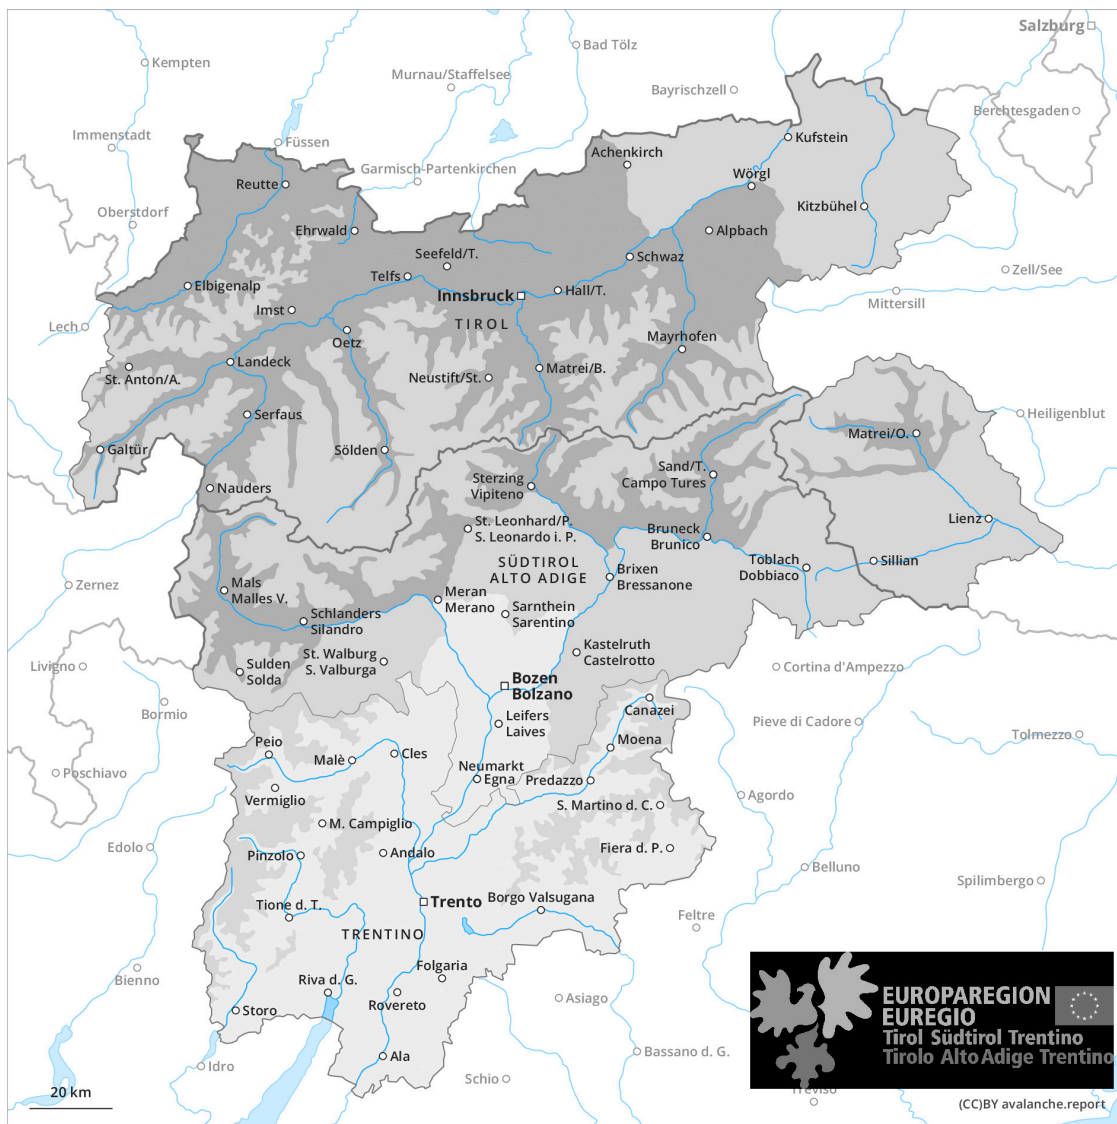 Salzburg
Bad Tölz
Kempten
Murnau/Staffelsee
Bayrischzell
Berchtesgaden
Immenstadt
Füssen
Kufstein
Achenkirch
Garmisch-Partenkirchen
Wörgl
Reutte
Kitzbühel
Oberstdorf
Ehrwald
Alpbach
Seefeld/T.
Schwaz
Telfs
Zell/See
Elbigenalp
Innsbruck
Hall/T.
Mittersill
Imst
TIROL
Lech
Oetz
Mayrhofen
Landeck
Matrei/B.
St. Anton/A.
Neustift/St.
Serfaus
Heiligenblut
Matrei/O.
Galtür
Sölden
Sterzing
Vipiteno
Sand/T.
Campo Tures
Nauders
Lienz
St. Leonhard/P.
S. Leonardo i. P.
Bruneck
Brunico
SÜDTIROL
ALTO ADIGE
Toblach
Dobbiaco
Sillian
Brixen
Bressanone
Zernez
Mals
Malles V.
Meran
Merano
Sarnthein
Sarentino
Schlanders
Silandro
Kastelruth
Castelrotto
St. Walburg
S. Valburga
Livigno
Sulden
Solda
Cortina d'Ampezzo
Bozen
Bolzano
Bormio
Canazei
Leifers
Laives
Pieve di Cadore
Tolmezzo
Peio
Malè
Cles
Moena
Poschiavo
Neumarkt
Egna
Predazzo
Vermiglio
Agordo
S. Martino d. C.
M. Campiglio
Edolo
Pinzolo
Andalo
Fiera d. P.
Belluno
Spilimbergo
Tione d. T.
Trento
Borgo Valsugana
Feltre
TRENTINO
Bienno
Folgaria
Riva d. G.
Rovereto
Asiago
Storo
EUROPAREGION
EUREGIO
Tirol Südtirol Trentino
Tirolo Alto Adige Trentino
Ala
Bassano d. G.
Idro
Schio
20 km
Treviso
(CC)BY avalanche.report